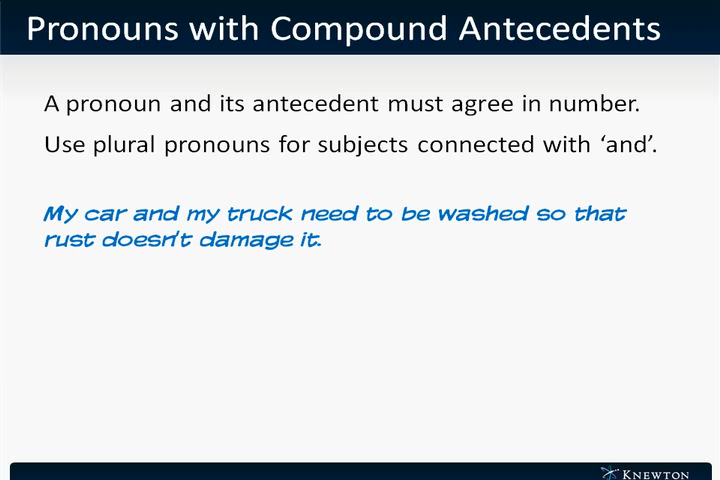 Pronouns with Compound Antecedents
A pronoun and its antecedent must agree in number.
Use plural pronouns for subjects connected with ‘and’.
My car and my truck need to be washed so that
rust doesn't damage it.
KNEWTON